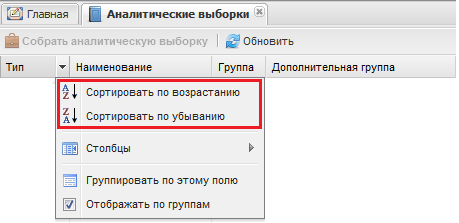 Главная Аналитические выборки
Собрать аналитическую выборку Обновить
Тип Наименование Группа Дополнительная группа
Сортировать по возрастанию
Сортировать по убыванию
Столбцы
Группировать по этому полю
Отображать по группам